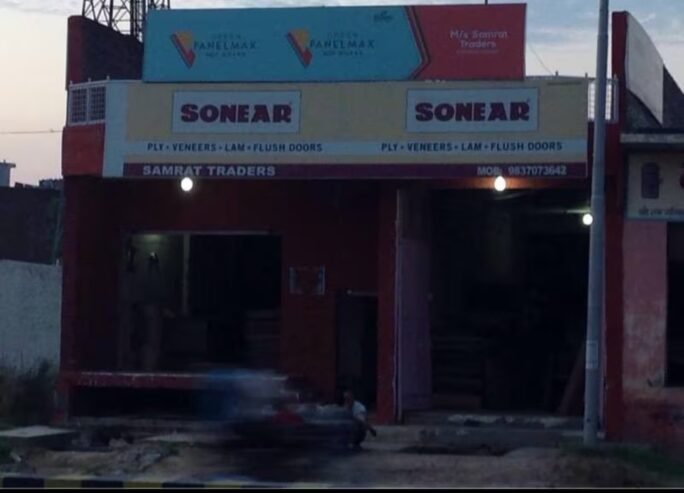 GREEN
PANELMAX
GREEN
PANELMAX
M/s Samrat
Traders
SONEAR
SONEAR
PLY • VENEERS • LAM • FLUSH DOORS
PLY • VENEERS • LAM • FLUSH DOORS
SAMRAT TRADERS
MOB: 9837073642